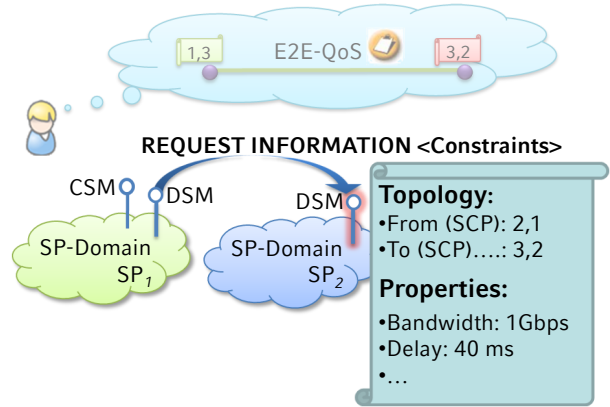 1,3 E2E-QoS 3,2
REQUEST INFORMATION <Constraints>
CSM DSM DSM
SP-Domain
SP1
SP-Domain
SP2
Topology:
•From (SCP): 2,1
•To (SCP)….: 3,2
Properties:
•Bandwidth: 1Gbps
•Delay: 40 ms
•…